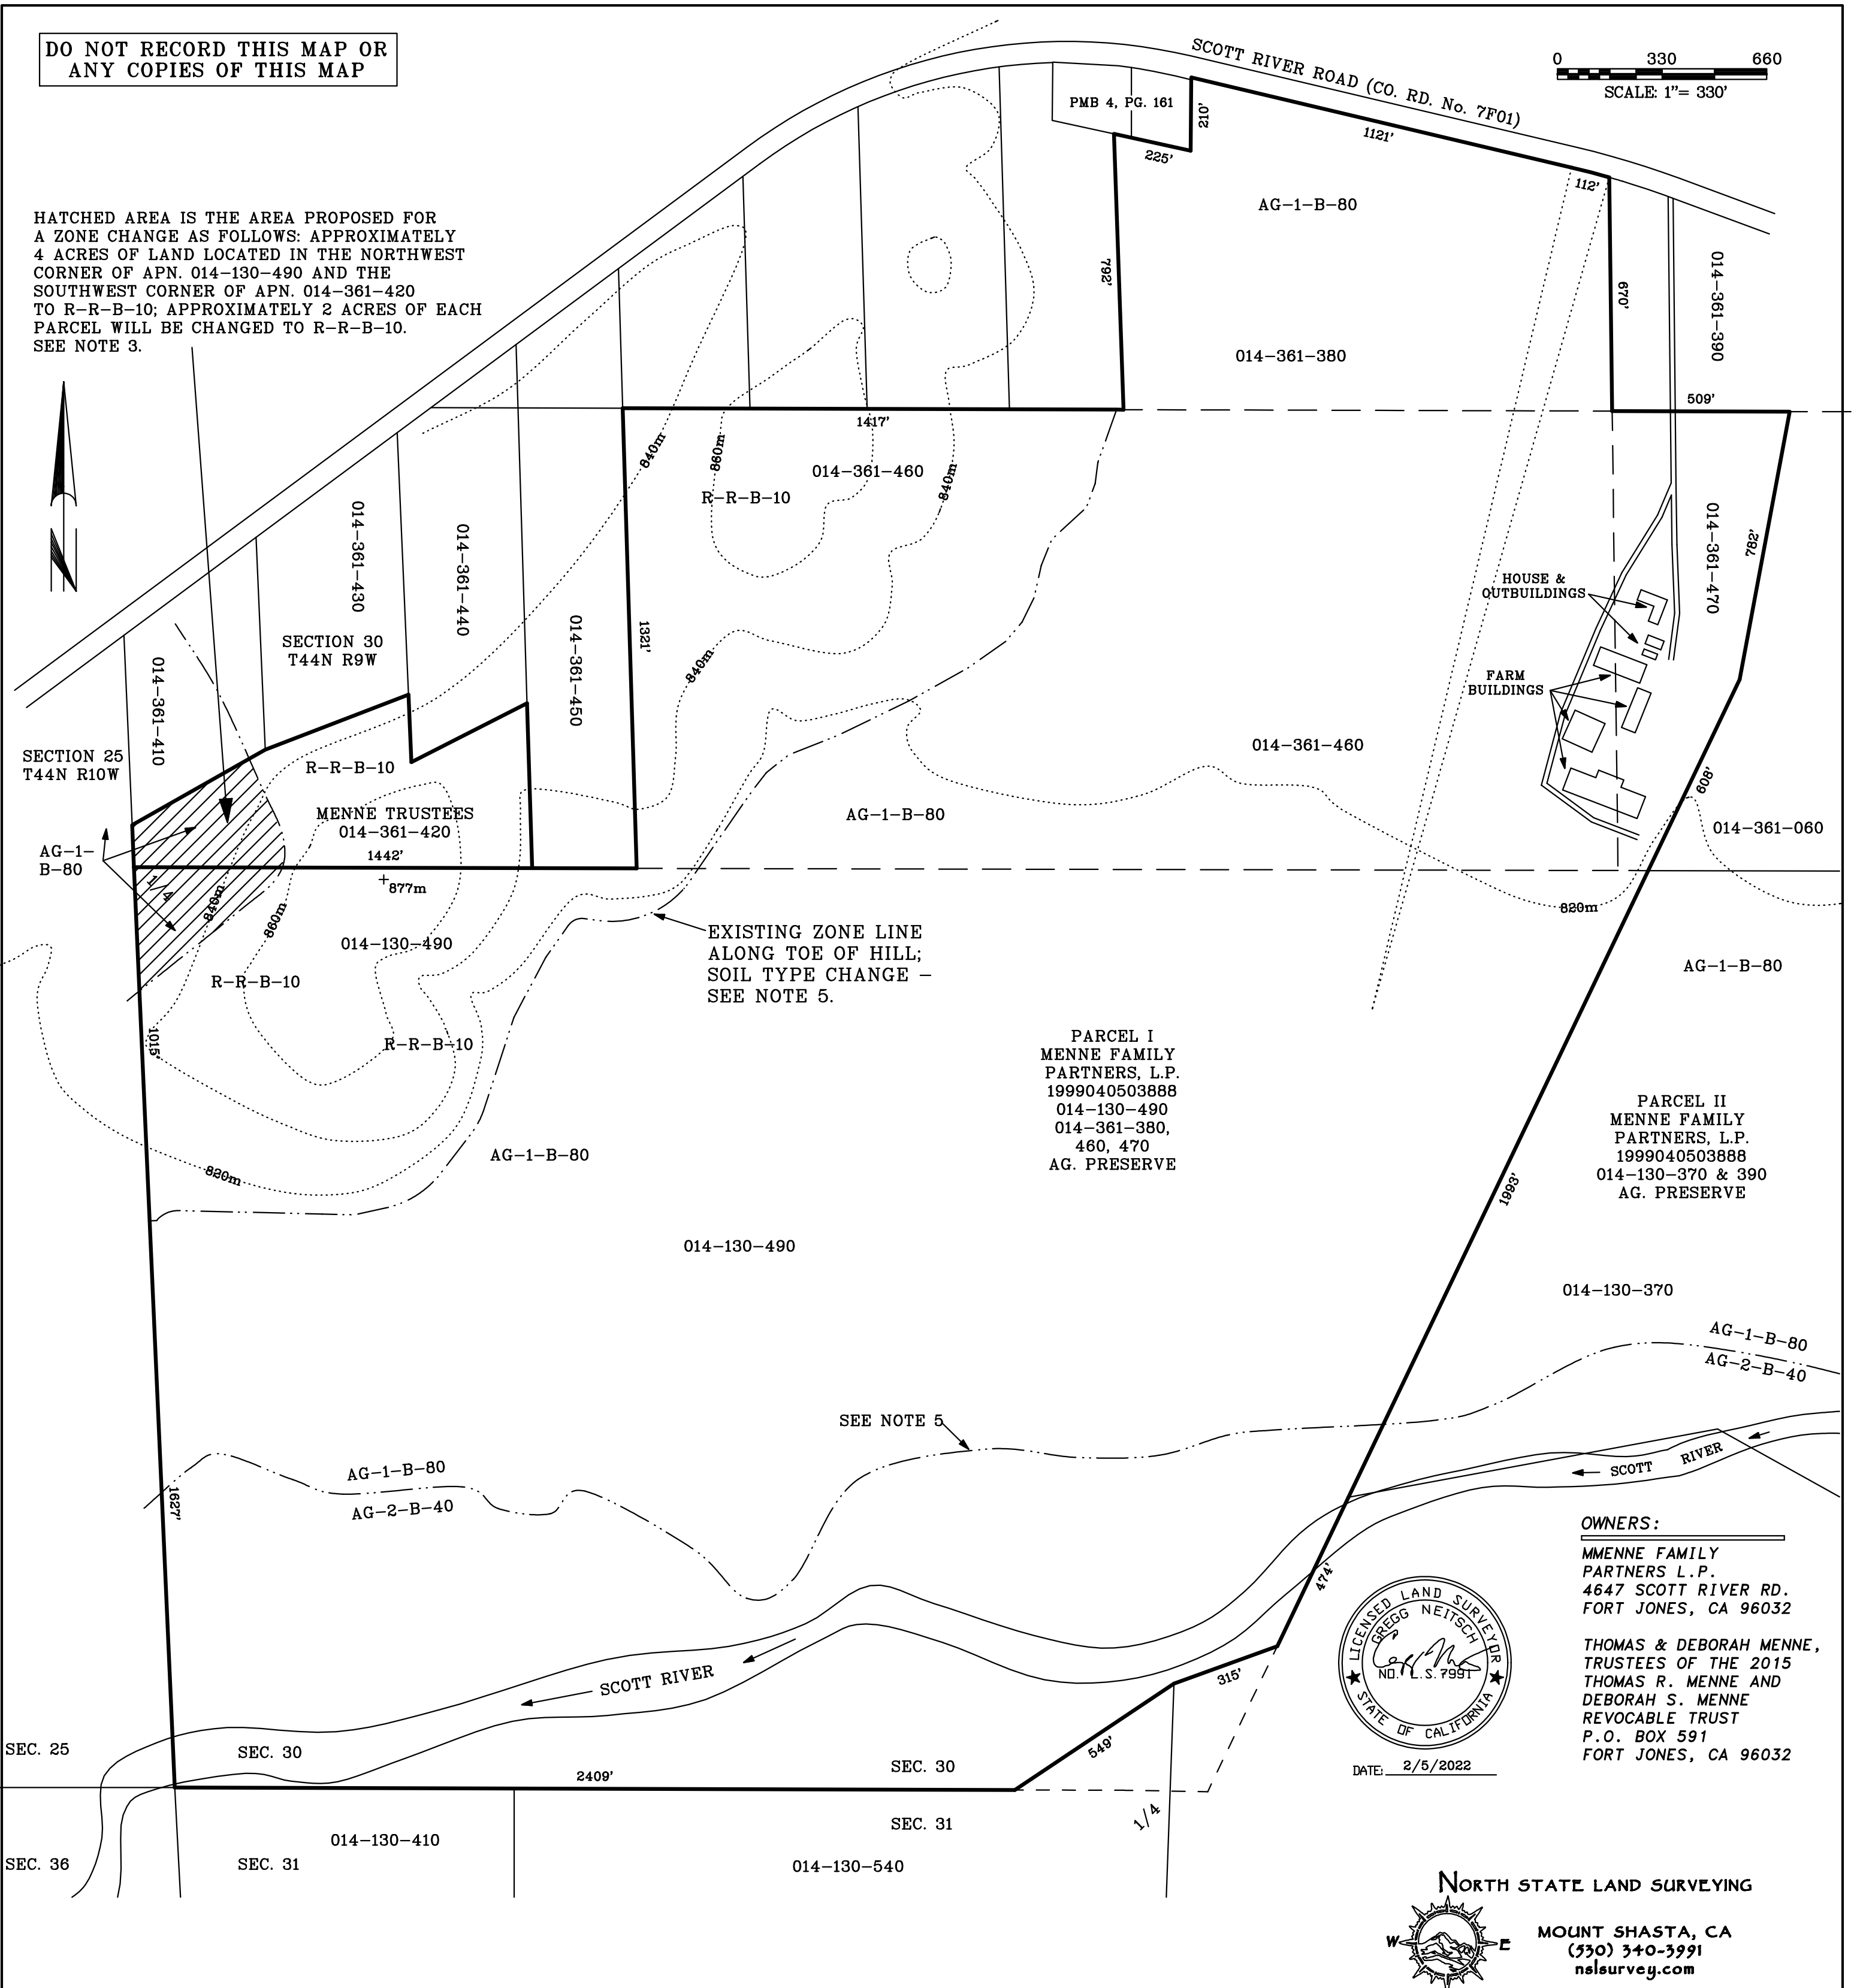 DO NOT RECORD THIS MAP OR
ANY COPIES OF THIS MAP
0 330 660
SCALE: 1"= 330'
SCOTT RIVER ROAD (CO. RD. No. 7F01)
PMB 4, PG. 161
210'
225'
1121'
112'
AG-1-B-80
HATCHED AREA IS THE AREA PROPOSED FOR
A ZONE CHANGE AS FOLLOWS: APPROXIMATELY
4 ACRES OF LAND LOCATED IN THE NORTHWEST
CORNER OF APN. 014-130-490 AND THE
SOUTHWEST CORNER OF APN. 014-361-420
TO R-R-B-10; APPROXIMATELY 2 ACRES OF EACH
PARCEL WILL BE CHANGED TO R-R-B-10.
SEE NOTE 3.
792'
670'
014-361-390
014-361-380
509'
1417'
840m
860m
840m
014-361-460
R-R-B-10
014-361-430
014-361-440
014-361-450
014-361-470
782'
HOUSE &
OUTBUILDINGS
FARM
BUILDINGS
SECTION 30
T44N R9W
1321'
840m
014-361-410
SECTION 25
T44N R10W
R-R-B-10
MENNE TRUSTEES
014-361-420
1442'
877m
AG-1-
B-80
1/4
840m
860m
014-361-460
AG-1-B-80
608'
014-361-060
820m
014-130-490
R-R-B-10
EXISTING ZONE LINE
ALONG TOE OF HILL;
SOIL TYPE CHANGE -
SEE NOTE 5.
AG-1-B-80
1015'
R-R-B-10
PARCEL I
MENNE FAMILY
PARTNERS, L.P.
1999040503888
014-130-490
014-361-380,
460, 470
AG. PRESERVE
PARCEL II
MENNE FAMILY
PARTNERS, L.P.
1999040503888
014-130-370 & 390
AG. PRESERVE
AG-1-B-80
820m
1993'
014-130-490
014-130-370
AG-1-B-80
AG-2-B-40
SEE NOTE 5
AG-1-B-80
AG-2-B-40
1627'
SCOTT RIVER
474'
OWNERS:
MMENNE FAMILY
PARTNERS L.P.
4647 SCOTT RIVER RD.
FORT JONES, CA 96032
THOMAS & DEBORAH MENNE,
TRUSTEES OF THE 2015
THOMAS R. MENNE AND
DEBORAH S. MENNE
REVOCABLE TRUST
P.O. BOX 591
FORT JONES, CA 96032
LICENSED LAND SURVEYOR
GREGG NEITSCH
NO. L.S. 7991
STATE OF CALIFORNIA
DATE: 2/5/2022
SCOTT RIVER
315'
549'
SEC. 25
SEC. 30
2409'
SEC. 30
SEC. 36
SEC. 31
014-130-410
SEC. 31
014-130-540
1/4
NORTH STATE LAND SURVEYING
W E
MOUNT SHASTA, CA
(530) 340-3991
nslsurvey.com